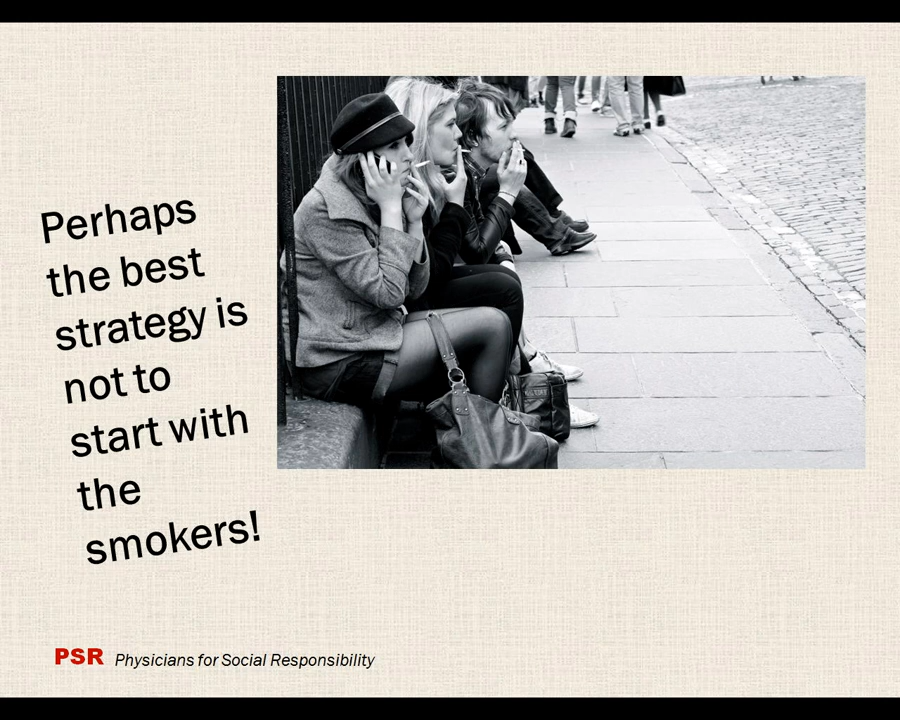 Perhaps
the best
strategy is
not to
start with
the
smokers!
PSR Physicians for Social Responsibility